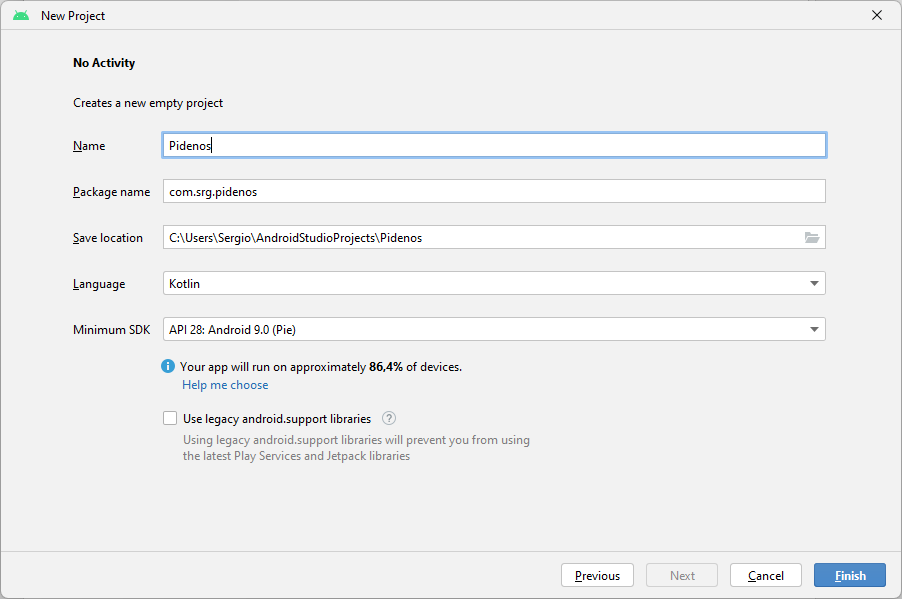 New Project
No Activity
Creates a new empty project
Name
Pidenos
Package name
com.srg.pidenos
Save location
C:\Users\Sergio\AndroidStudioProjects\Pidenos
Language
Kotlin
Minimum SDK
API 28: Android 9.0 (Pie)
Your app will run on approximately 86,4% of devices.
Help me choose
Use legacy android.support libraries ?
Using legacy android.support libraries will prevent you from using
the latest Play Services and Jetpack libraries
Previous
Next
Cancel
Finish